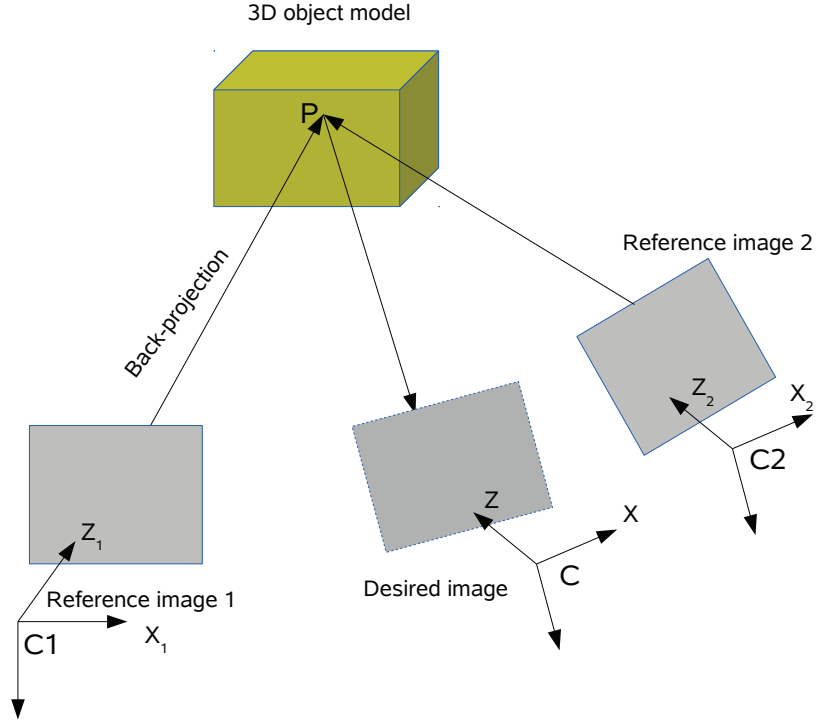 3D object model
P
Reference image 2
Back-projection
Z₂
X₂
C2
Z
X
C
Desired image
Z₁
Reference image 1
X₁
C1